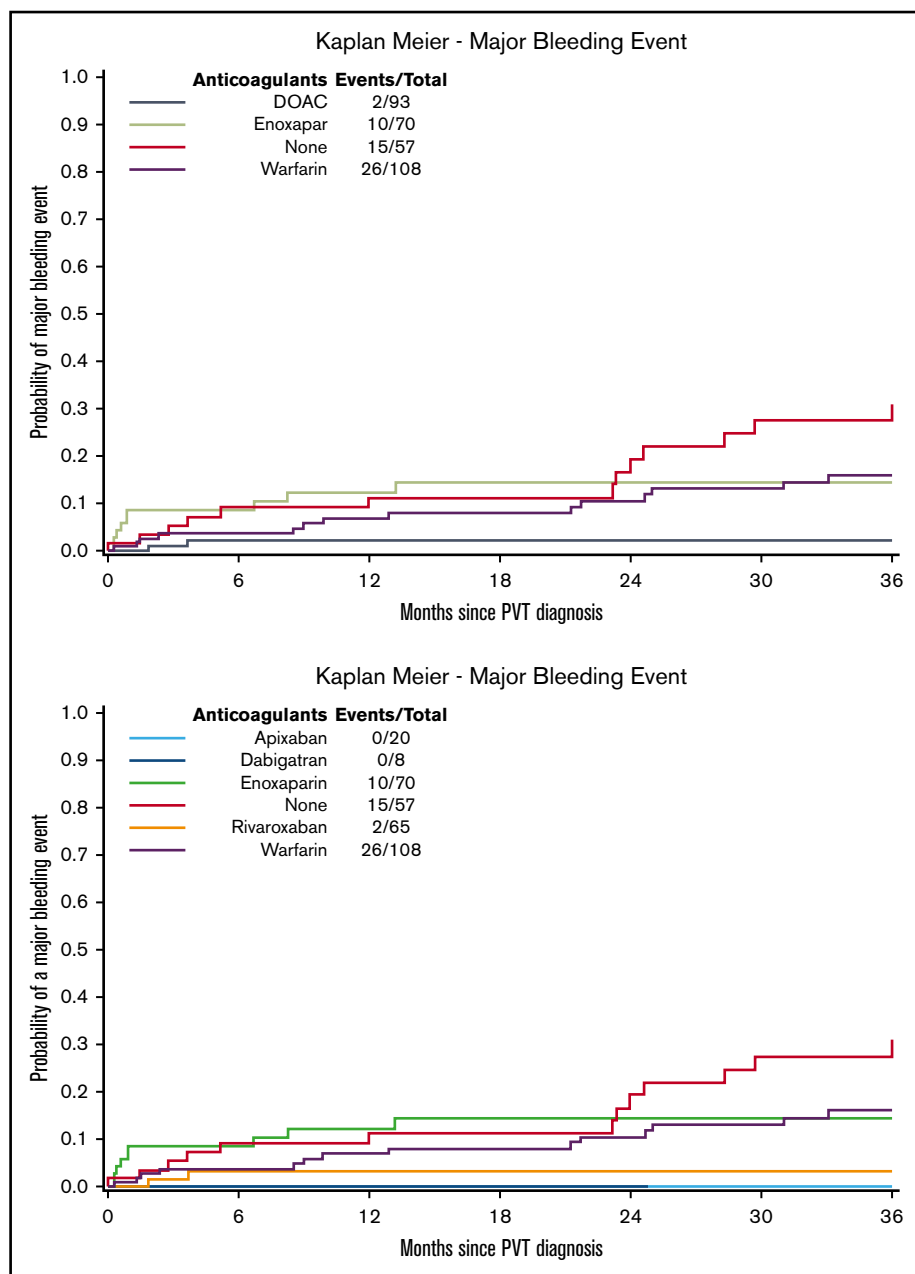 Kaplan Meier - Major Bleeding Event
Anticoagulants Events/Total
DOAC 2/93
Enoxapar 10/70
None 15/57
Warfarin 26/108
Probability of major bleeding event
1.0
0.9
0.8
0.7
0.6
0.5
0.4
0.3
0.2
0.1
0.0
0 6 12 18 24 30 36
Months since PVT diagnosis
Kaplan Meier - Major Bleeding Event
Anticoagulants Events/Total
Apixaban 0/20
Dabigatran 0/8
Enoxaparin 10/70
None 15/57
Rivaroxaban 2/65
Warfarin 26/108
Probability of a major bleeding event
1.0
0.9
0.8
0.7
0.6
0.5
0.4
0.3
0.2
0.1
0.0
0 6 12 18 24 30 36
Months since PVT diagnosis